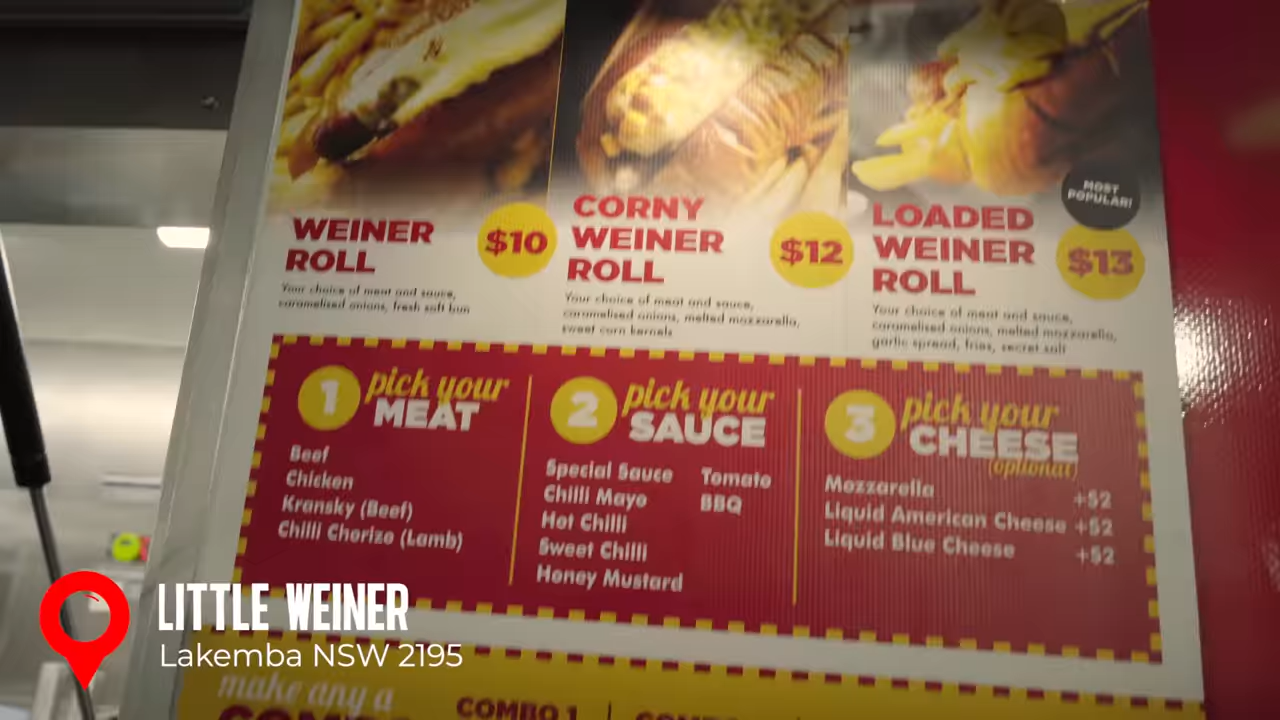 WEINER
ROLL
$10
Your choice of meat and sauce,
caramelised onions, fresh soft bun
CORNY
WEINER
ROLL
$12
Your choice of meat and sauce,
caramelised onions, melted mozzarella,
sweet corn kernels
MOST
POPULAR!
LOADED
WEINER
ROLL
$13
Your choice of meat and sauce,
caramelised onions, melted mozzarella,
garlic spread, fries, secret salt
1 pick your
MEAT
Beef
Chicken
Kransky (Beef)
Chilli Chorizo (Lamb)
2 pick your
SAUCE
Special Sauce
Chilli Mayo
Hot Chilli
Sweet Chilli
Honey Mustard
Tomato
BBQ
3 pick your
CHEESE
(optional)
Mozzarella +$2
Liquid American Cheese +$2
Liquid Blue Cheese +$2
make any a
COMBO 1
LITTLE WEINER
Lakemba NSW 2195